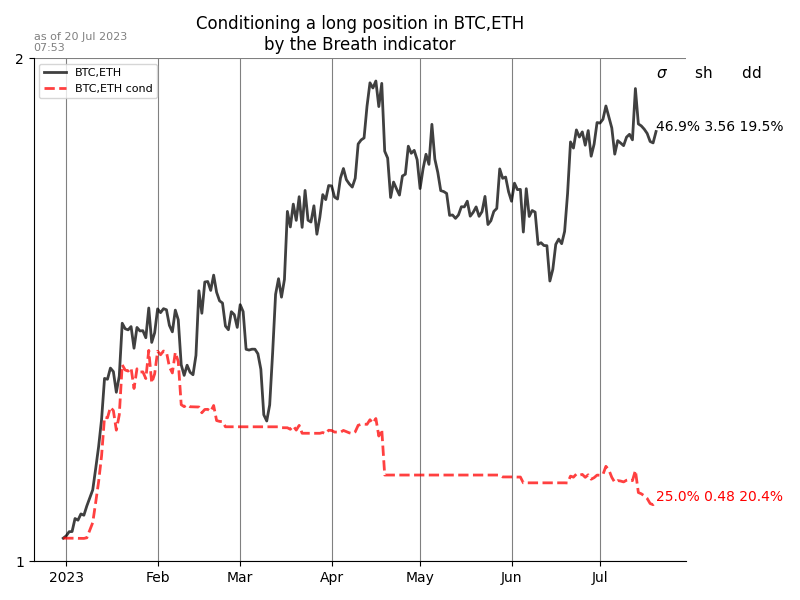 Conditioning a long position in BTC,ETH
by the Breath indicator
as of 20 Jul 2023
07:53
2
BTC,ETH
BTC,ETH cond
σ sh dd
46.9% 3.56 19.5%
25.0% 0.48 20.4%
1
2023 Feb Mar Apr May Jun Jul